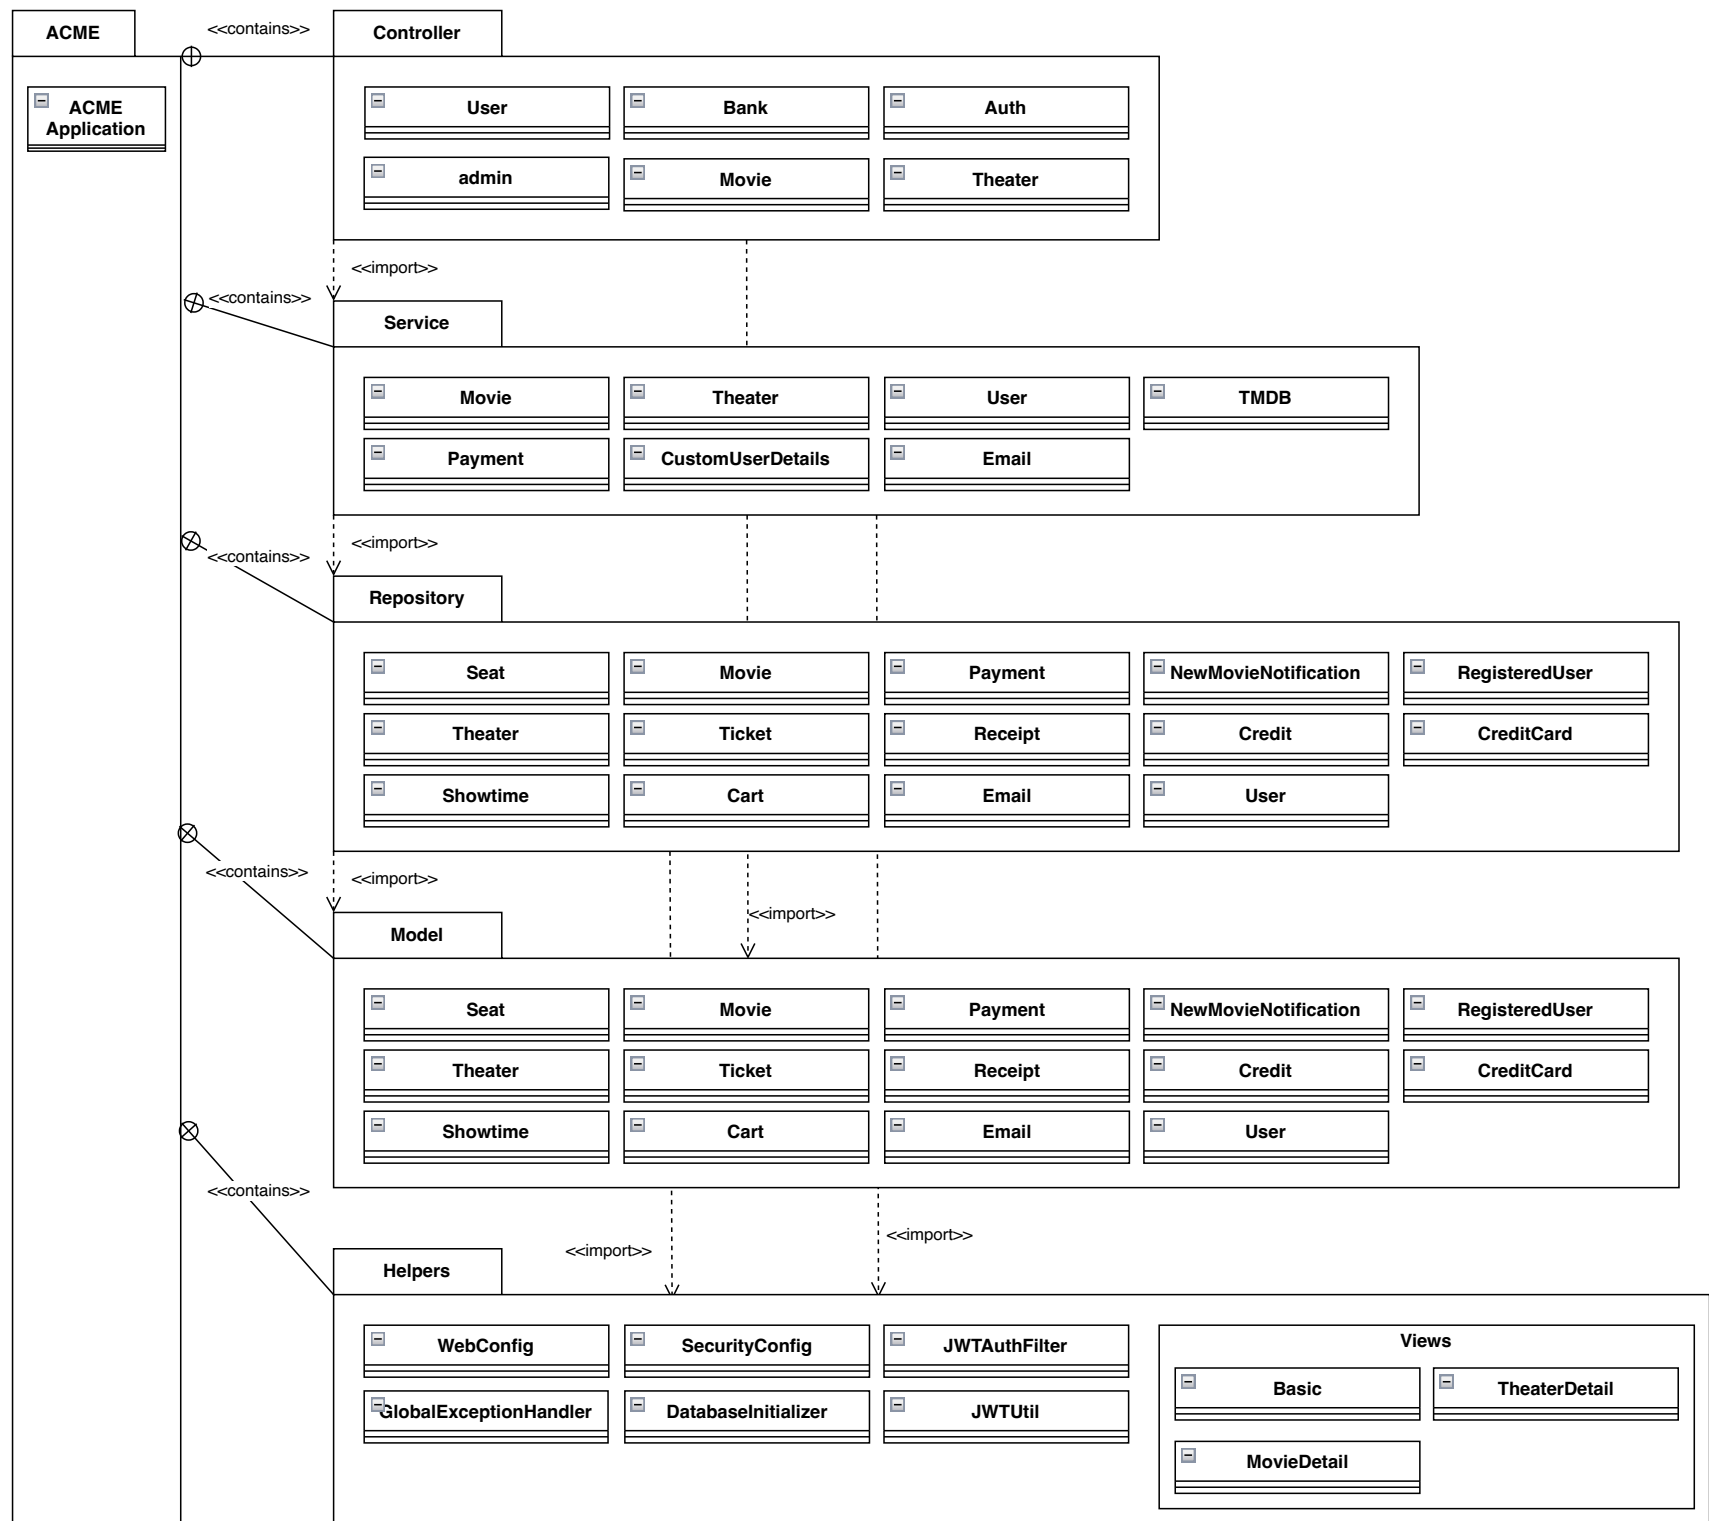 ACME
<<contains>>
Controller
ACME
Application
User
Bank
Auth
admin
Movie
Theater
<<import>>
<<contains>>
Service
Movie
Theater
User
TMDB
Payment
CustomUserDetails
Email
<<import>>
<<contains>>
Repository
Seat
Movie
Payment
NewMovieNotification
RegisteredUser
Theater
Ticket
Receipt
Credit
CreditCard
Showtime
Cart
Email
User
<<contains>>
<<import>>
<<import>>
Model
Seat
Movie
Payment
NewMovieNotification
RegisteredUser
Theater
Ticket
Receipt
Credit
CreditCard
Showtime
Cart
Email
User
<<contains>>
<<import>>
<<import>>
Helpers
WebConfig
SecurityConfig
JWTAuthFilter
Views
GlobalExceptionHandler
DatabaseInitializer
JWTUtil
Basic
TheaterDetail
MovieDetail